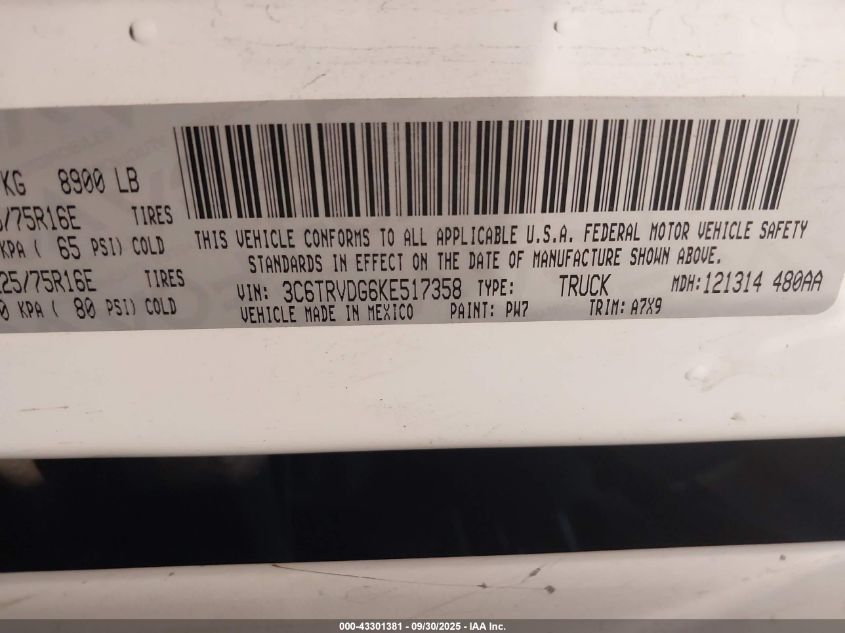 KG 8900 LB
/75R16E TIRES
KPA ( 65 PSI) COLD
25/75R16E TIRES
0 KPA ( 80 PSI) COLD
THIS VEHICLE CONFORMS TO ALL APPLICABLE U.S.A. FEDERAL MOTOR VEHICLE SAFETY
STANDARDS IN EFFECT ON THE DATE OF MANUFACTURE SHOWN ABOVE.
VIN: 3C6TRVDG6KE517358 TYPE: TRUCK MDH:121314 480AA
VEHICLE MADE IN MEXICO PAINT: PW7 TRIM: A7X9
000-43301381 - 09/30/2025 - IAA Inc.